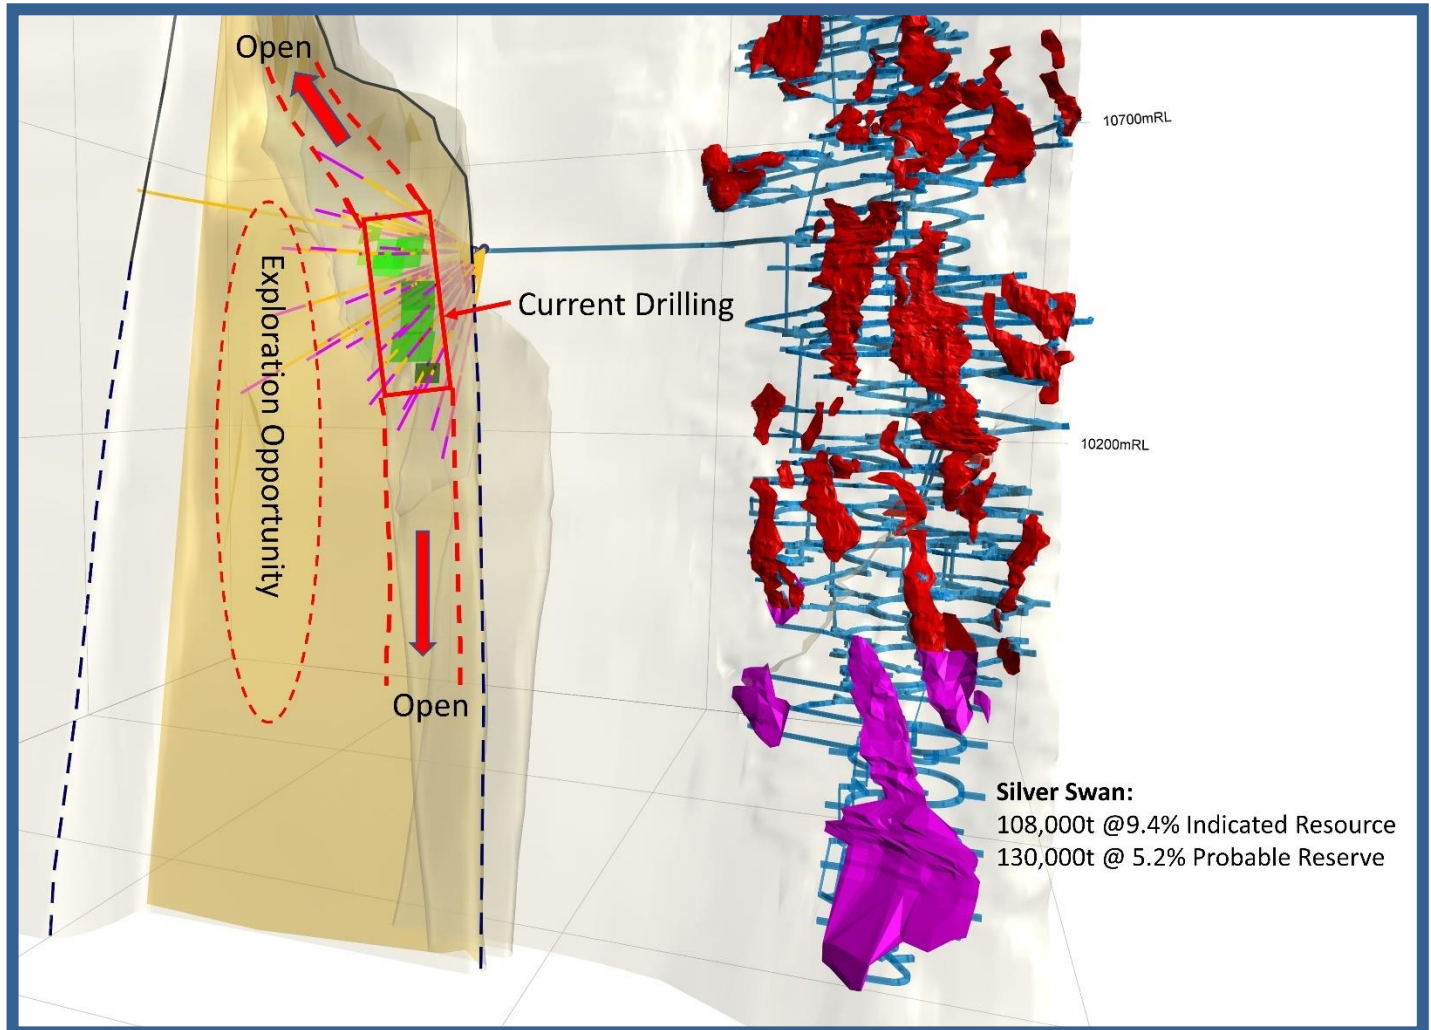 Open
10700mRL
Exploration Opportunity
Current Drilling
10200mRL
Open
Silver Swan:
108,000t @9.4% Indicated Resource
130,000t @ 5.2% Probable Reserve